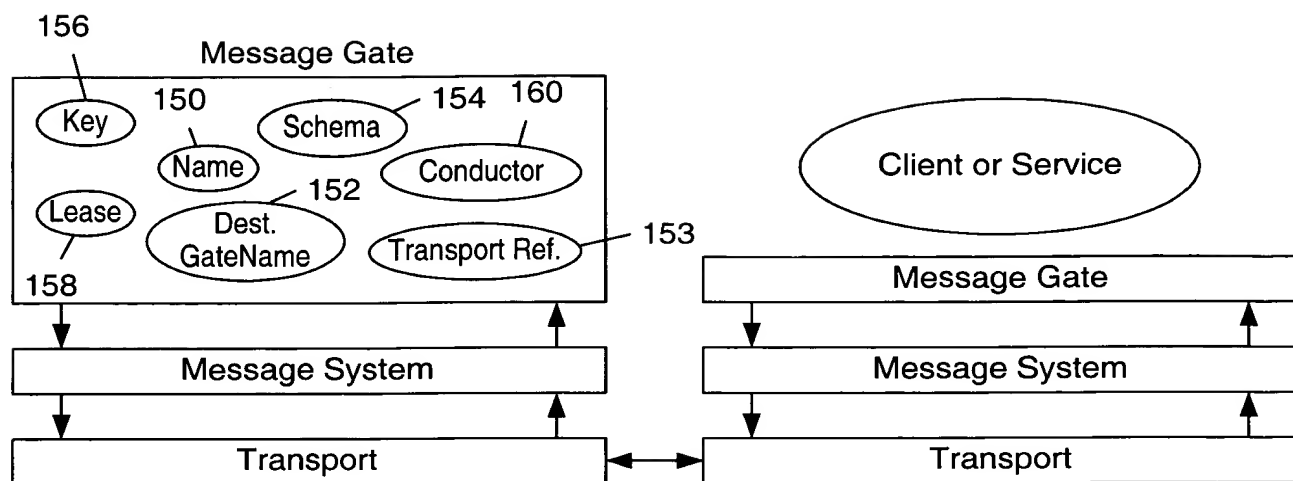 156
Message Gate
150
154
160
Key
Schema
Name
Conductor
Client or Service
152
Lease
Dest.
GateName
Transport Ref.
153
158
Message Gate
Message System
Message System
Transport
Transport